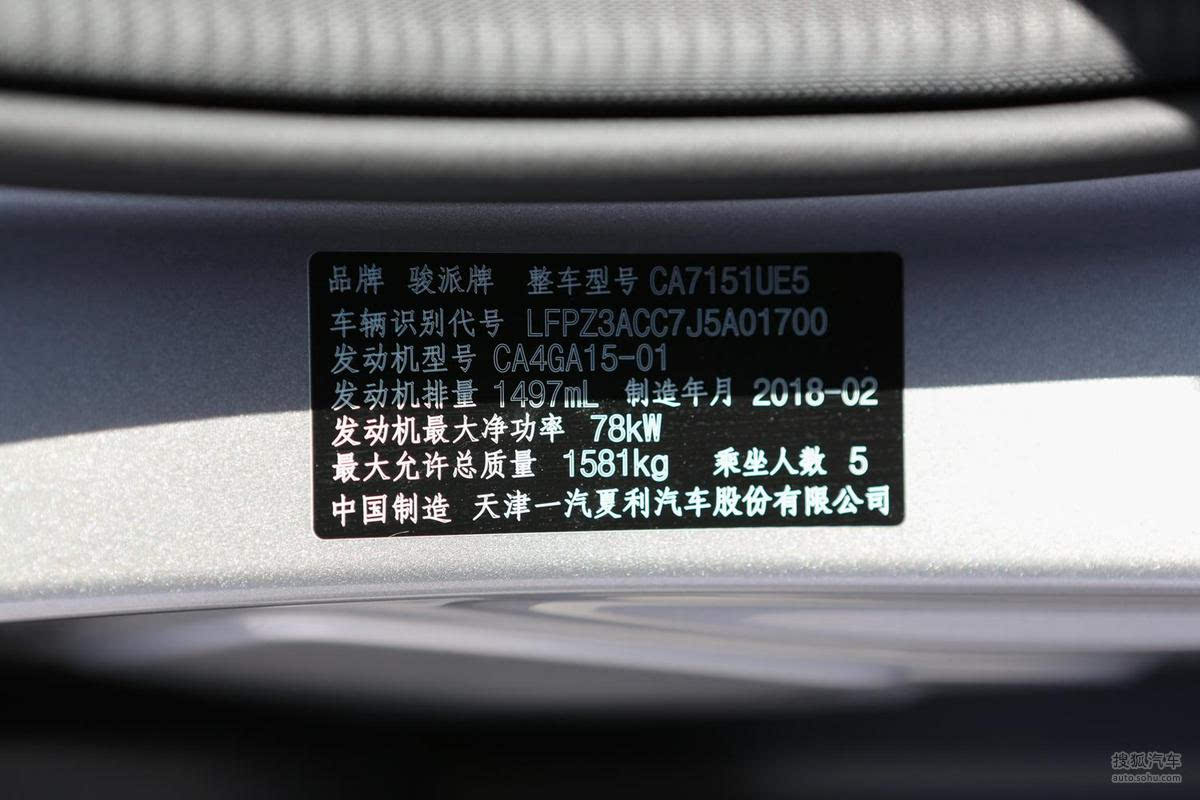 品牌 骏派牌 整车型号 CA7151UE5
车辆识别代号 LFPZ3ACC7J5A01700
发动机型号 CA4GA15-01
发动机排量 1497mL 制造年月 2018-02
发动机最大净功率 78kW
最大允许总质量 1581kg 乘坐人数 5
中国制造 天津一汽夏利汽车股份有限公司
搜狐汽车
auto.sohu.com